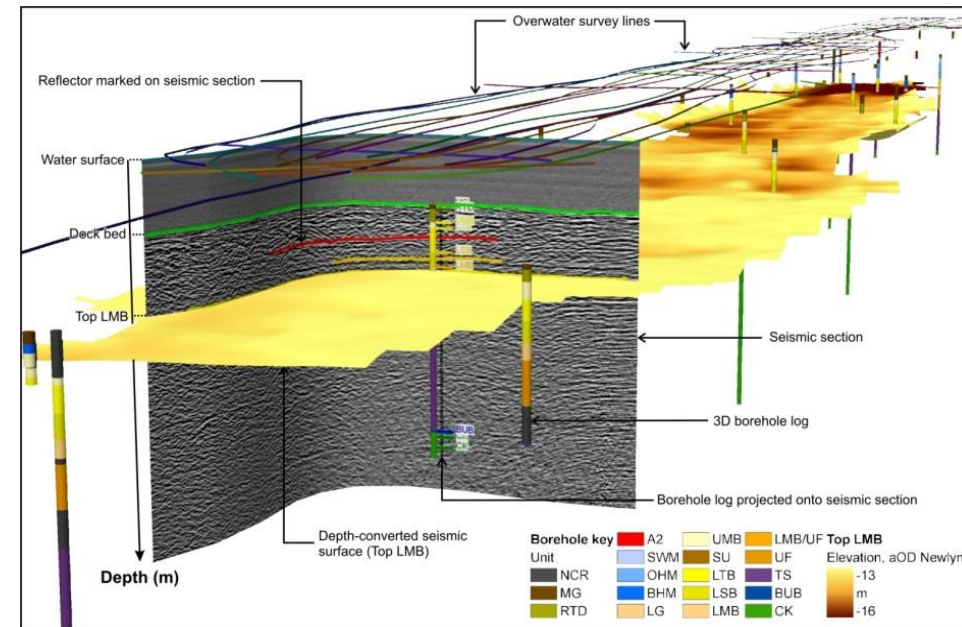 Overwater survey lines
Reflector marked on seismic section
Water surface
Dock bed
Top LMB
Seismic section
3D borehole log
BUB
CK
Borehole log projected onto seismic section
Depth-converted seismic
surface (Top LMB)
Depth (m)
Borehole key
Unit
NCR
MG
RTD
A2
SWM
OHM
BHM
LG
UMB
SU
LTB
LSB
LMB
LMB/UF
UF
TS
BUB
CK
Top LMB
Elevation, aOD Newlyn
-13
m
-16